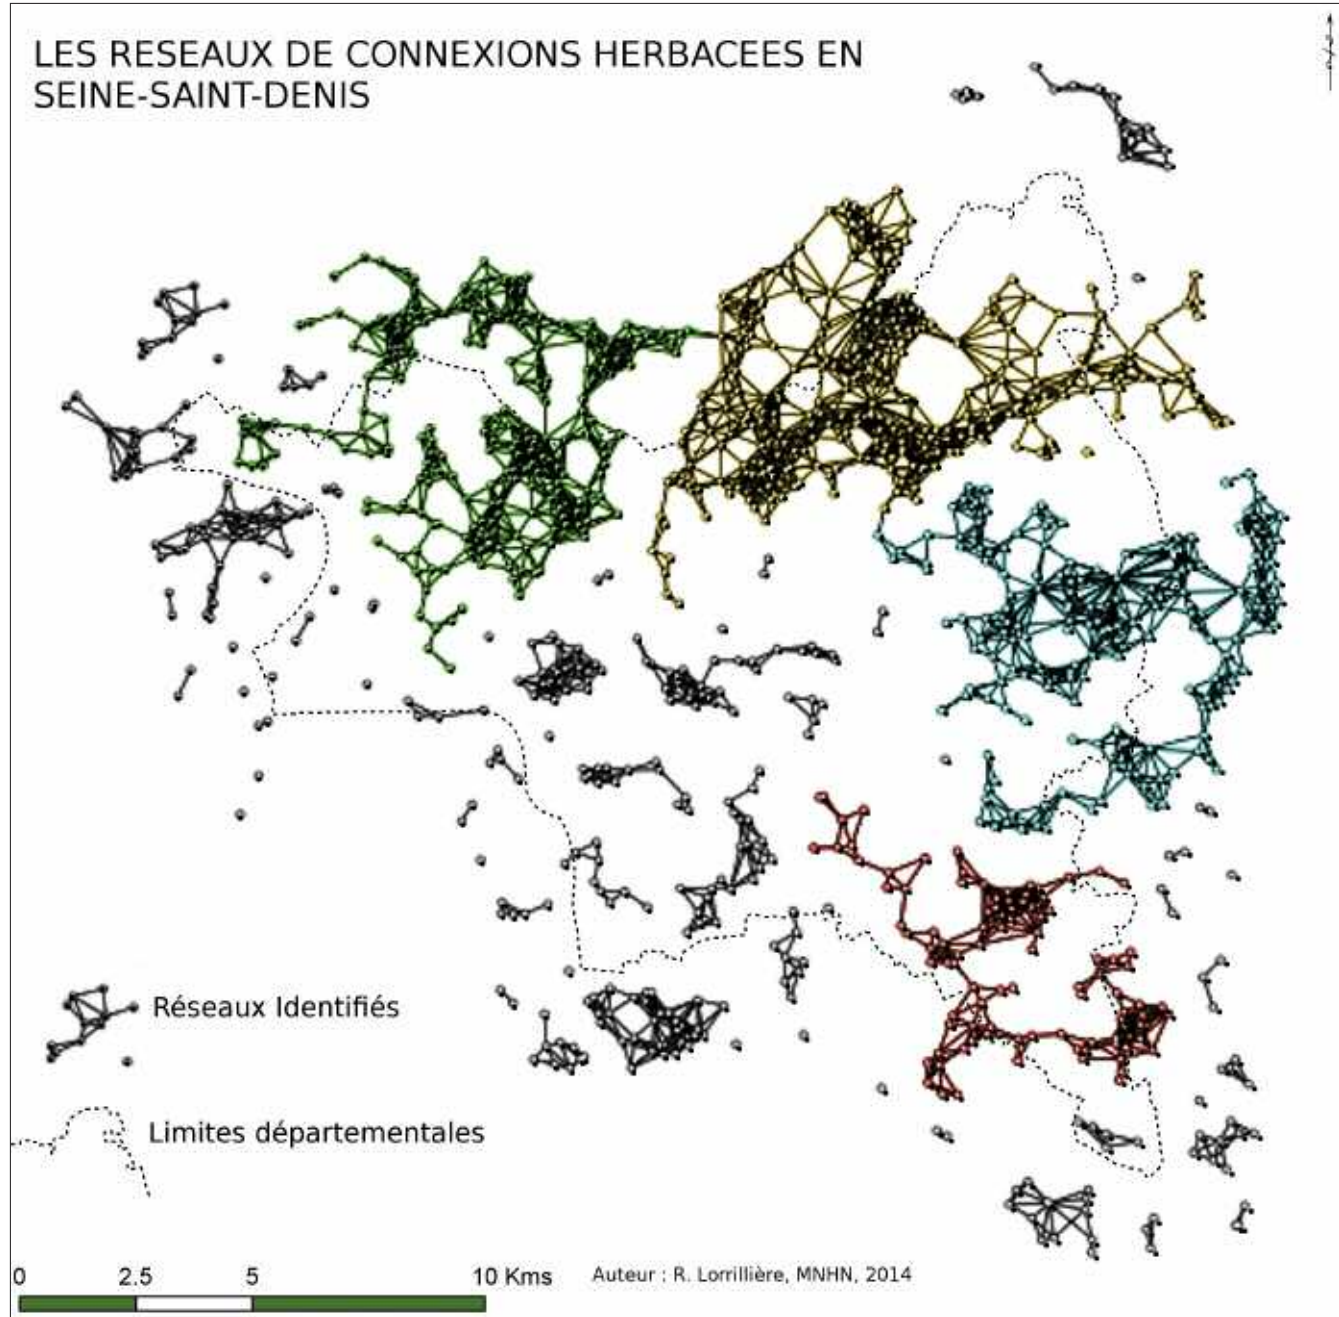 LES RESEAUX DE CONNEXIONS HERBACEES EN
SEINE-SAINT-DENIS
Réseaux Identifiés
Limites départementales
0 2.5 5 10 Kms
Auteur : R. Lorrillière, MNHN, 2014